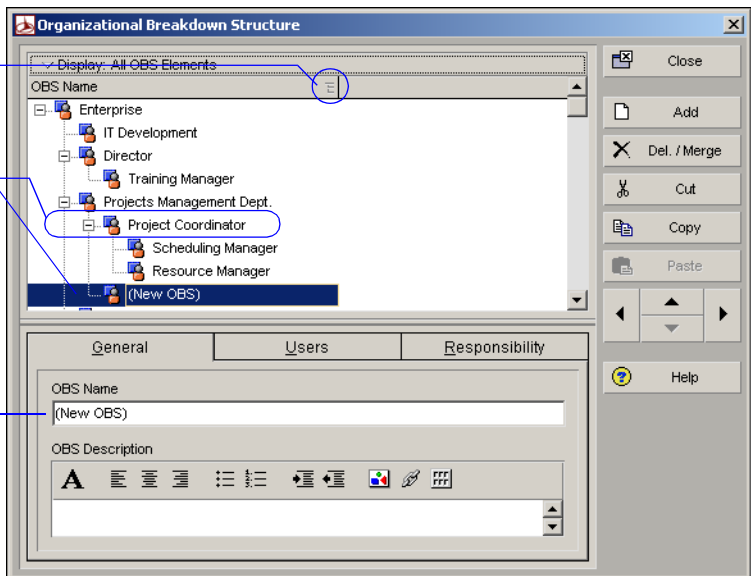 Organizational Breakdown Structure
Display: All OBS Elements
OBS Name
Enterprise
IT Development
Director
Training Manager
Projects Management Dept.
Project Coordinator
Scheduling Manager
Resource Manager
(New OBS)
General Users Responsibility
OBS Name
(New OBS)
OBS Description
A
Close
Add
Del. / Merge
Cut
Copy
Paste
Help